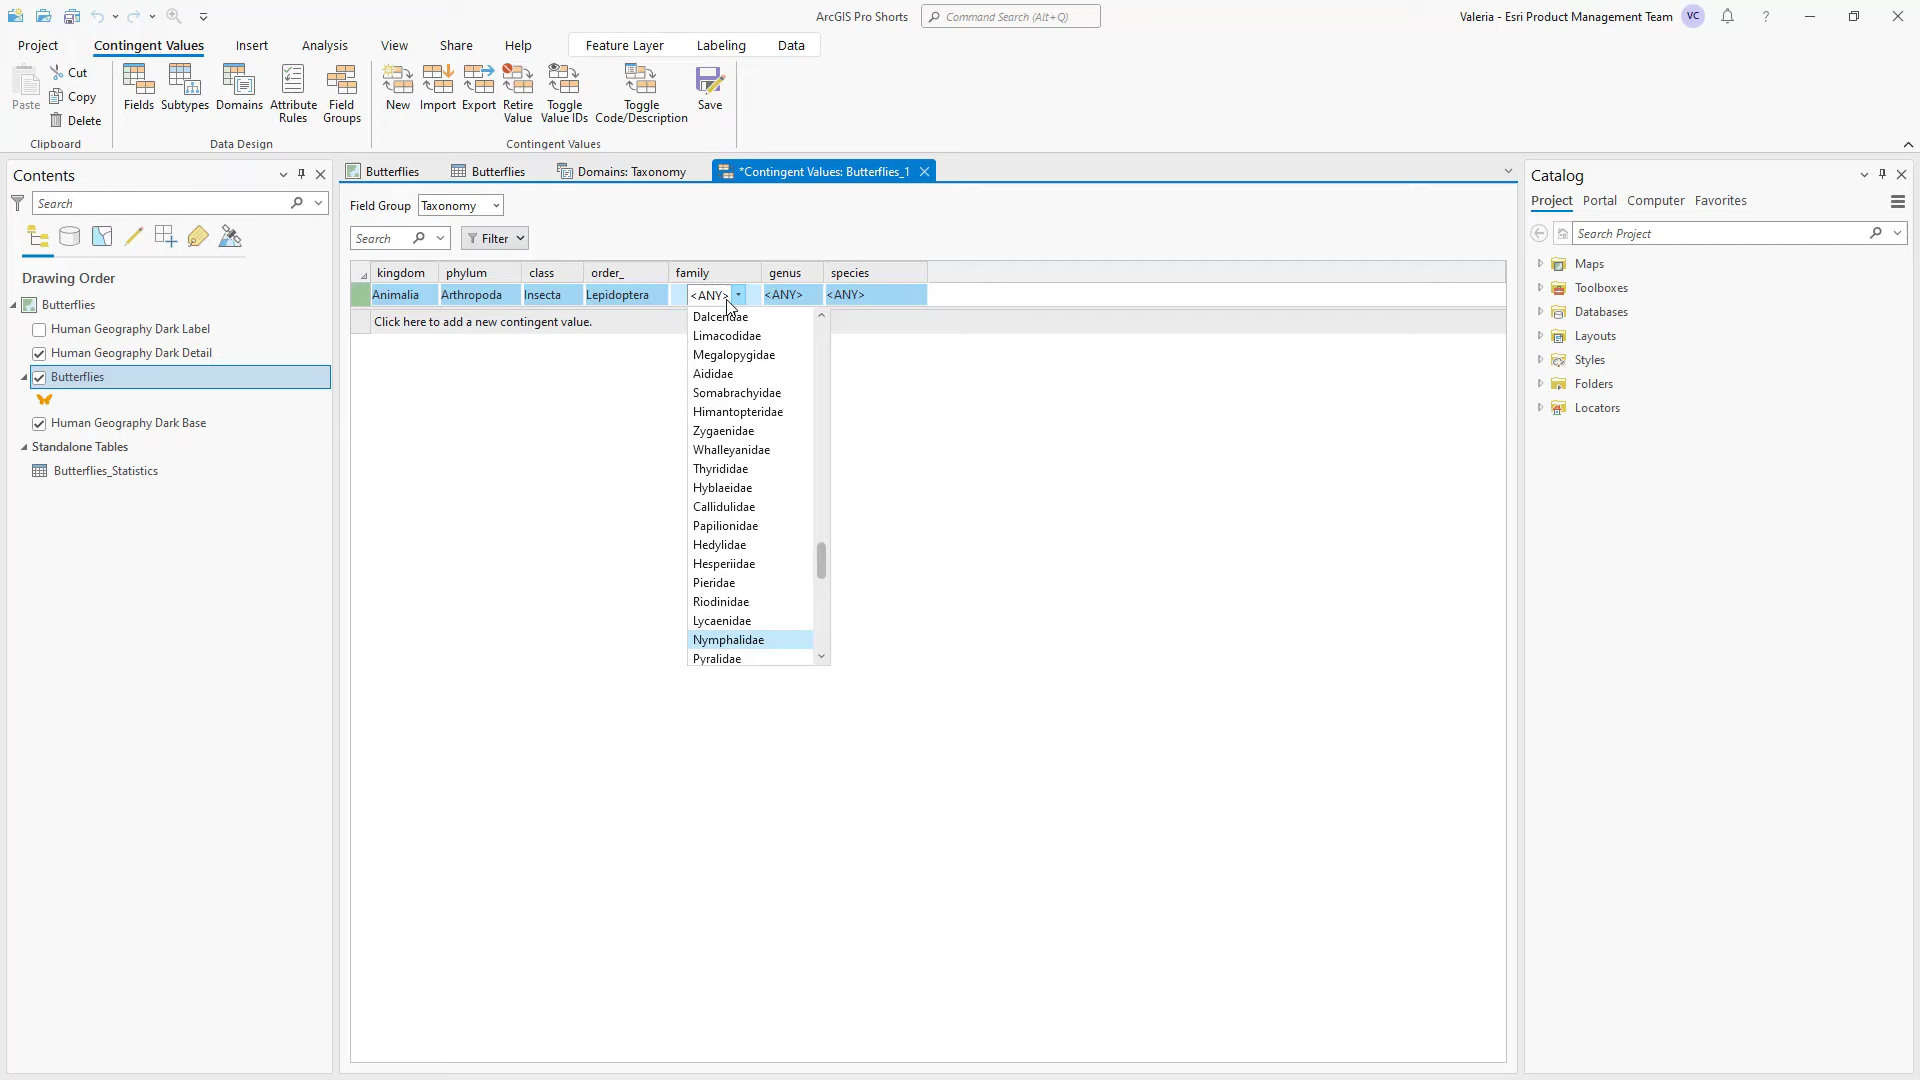 ArcGIS Pro Shorts
Command Search (Alt+Q)
Valeria - Esri Product Management Team
VC
?
Project
Contingent Values
Insert
Analysis
View
Share
Help
Feature Layer
Labeling
Data
Paste
Cut
Copy
Delete
Clipboard
Fields
Subtypes
Domains
Attribute
Rules
Field
Groups
Data Design
New
Import
Export
Retire
Value
Toggle
Value IDs
Toggle
Code/Description
Save
Contingent Values
Contents
Search
Drawing Order
Butterflies
Human Geography Dark Label
Human Geography Dark Detail
Butterflies
Human Geography Dark Base
Standalone Tables
Butterflies_Statistics
Butterflies
Butterflies
Domains: Taxonomy
*Contingent Values: Butterflies_1
Field Group Taxonomy
Search
Filter
kingdom phylum class order_ family genus species
Animalia Arthropoda Insecta Lepidoptera <ANY> <ANY> <ANY>
Click here to add a new contingent value.
Dalceridae
Limacodidae
Megalopygidae
Aididae
Somabrachyidae
Himantopteridae
Zygaenidae
Whalleyanidae
Thyrididae
Hyblaeidae
Callidulidae
Papilionidae
Hedylidae
Hesperiidae
Pieridae
Riodinidae
Lycaenidae
Nymphalidae
Pyralidae
Catalog
Project Portal Computer Favorites
Search Project
Maps
Toolboxes
Databases
Layouts
Styles
Folders
Locators